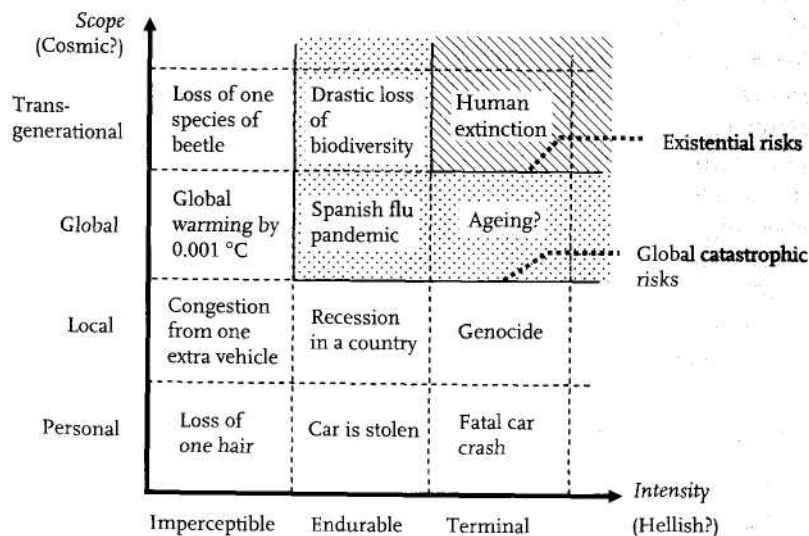 Scope
(Cosmic?)
Trans-
generational
Loss of one
species of
beetle
Drastic loss
of
biodiversity
Human
extinction
Existential risks
Global
Global
warming by
0.001 °C
Spanish flu
pandemic
Ageing?
Global catastrophic
risks
Local
Congestion
from one
extra vehicle
Recession
in a country
Genocide
Personal
Loss of
one hair
Car is stolen
Fatal car
crash
Intensity
(Hellish?)
Imperceptible
Endurable
Terminal